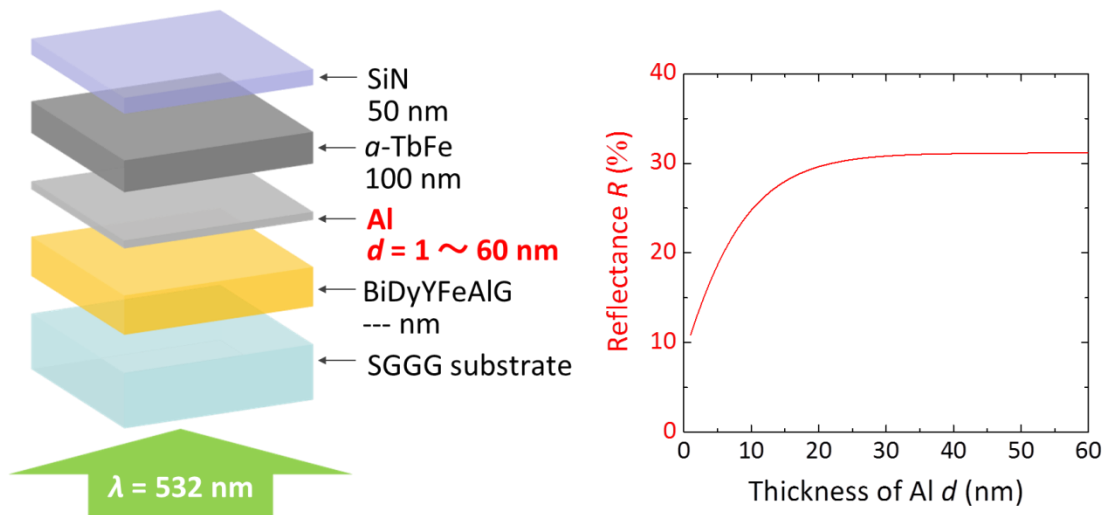 SiN
50 nm
a-TbFe
100 nm
Al
d = 1 ～ 60 nm
BiDyYFeAlG
--- nm
SGGG substrate
λ = 532 nm
Reflectance R (%)
40
30
20
10
0
0 10 20 30 40 50 60
Thickness of Al d (nm)